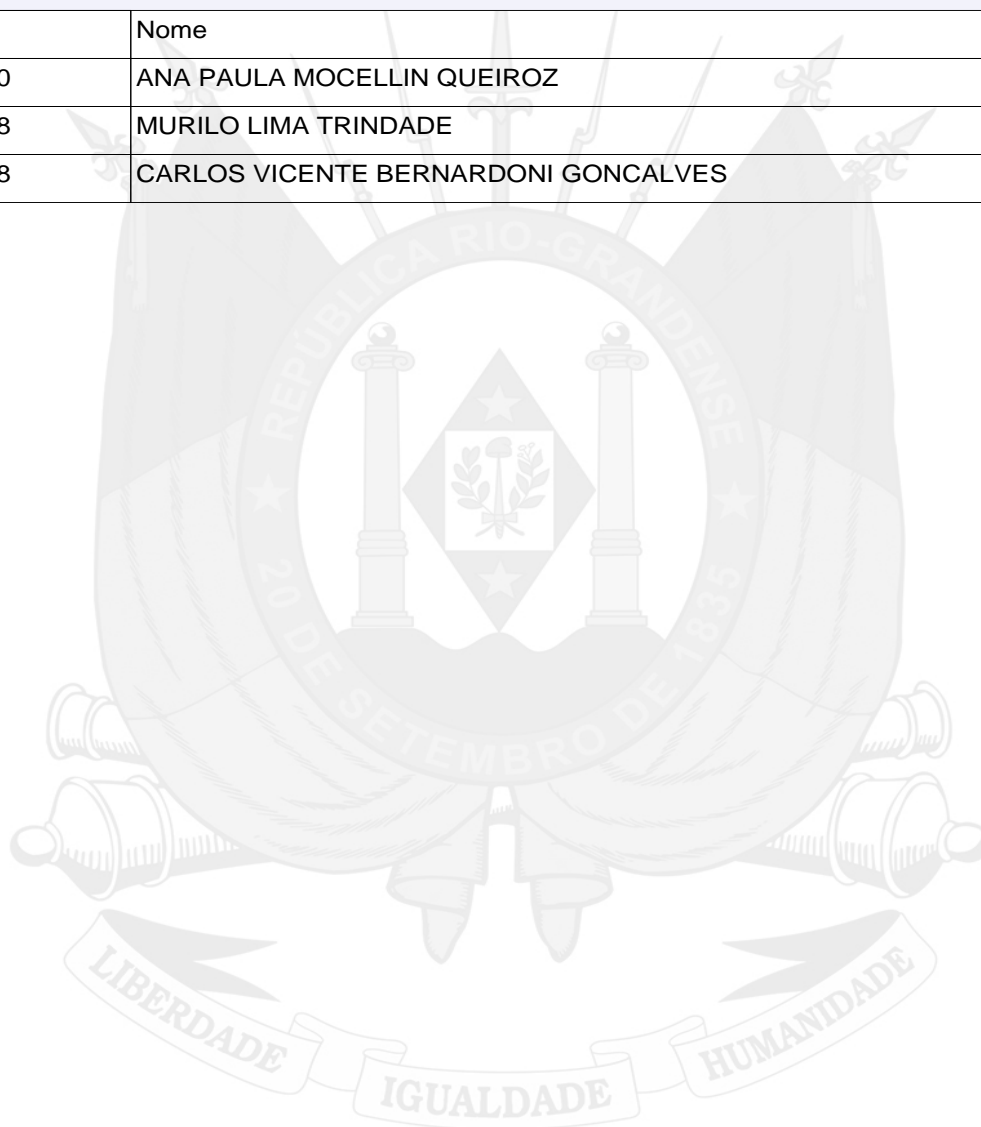 Nome
0 ANA PAULA MOCELLIN QUEIROZ
8 MURILO LIMA TRINDADE
8 CARLOS VICENTE BERNARDONI GONCALVES
REPÚBLICA RIO-GRANDENSE
20 DE SETEMBRO DE 1835
LIBERDADE IGUALDADE HUMANIDADE